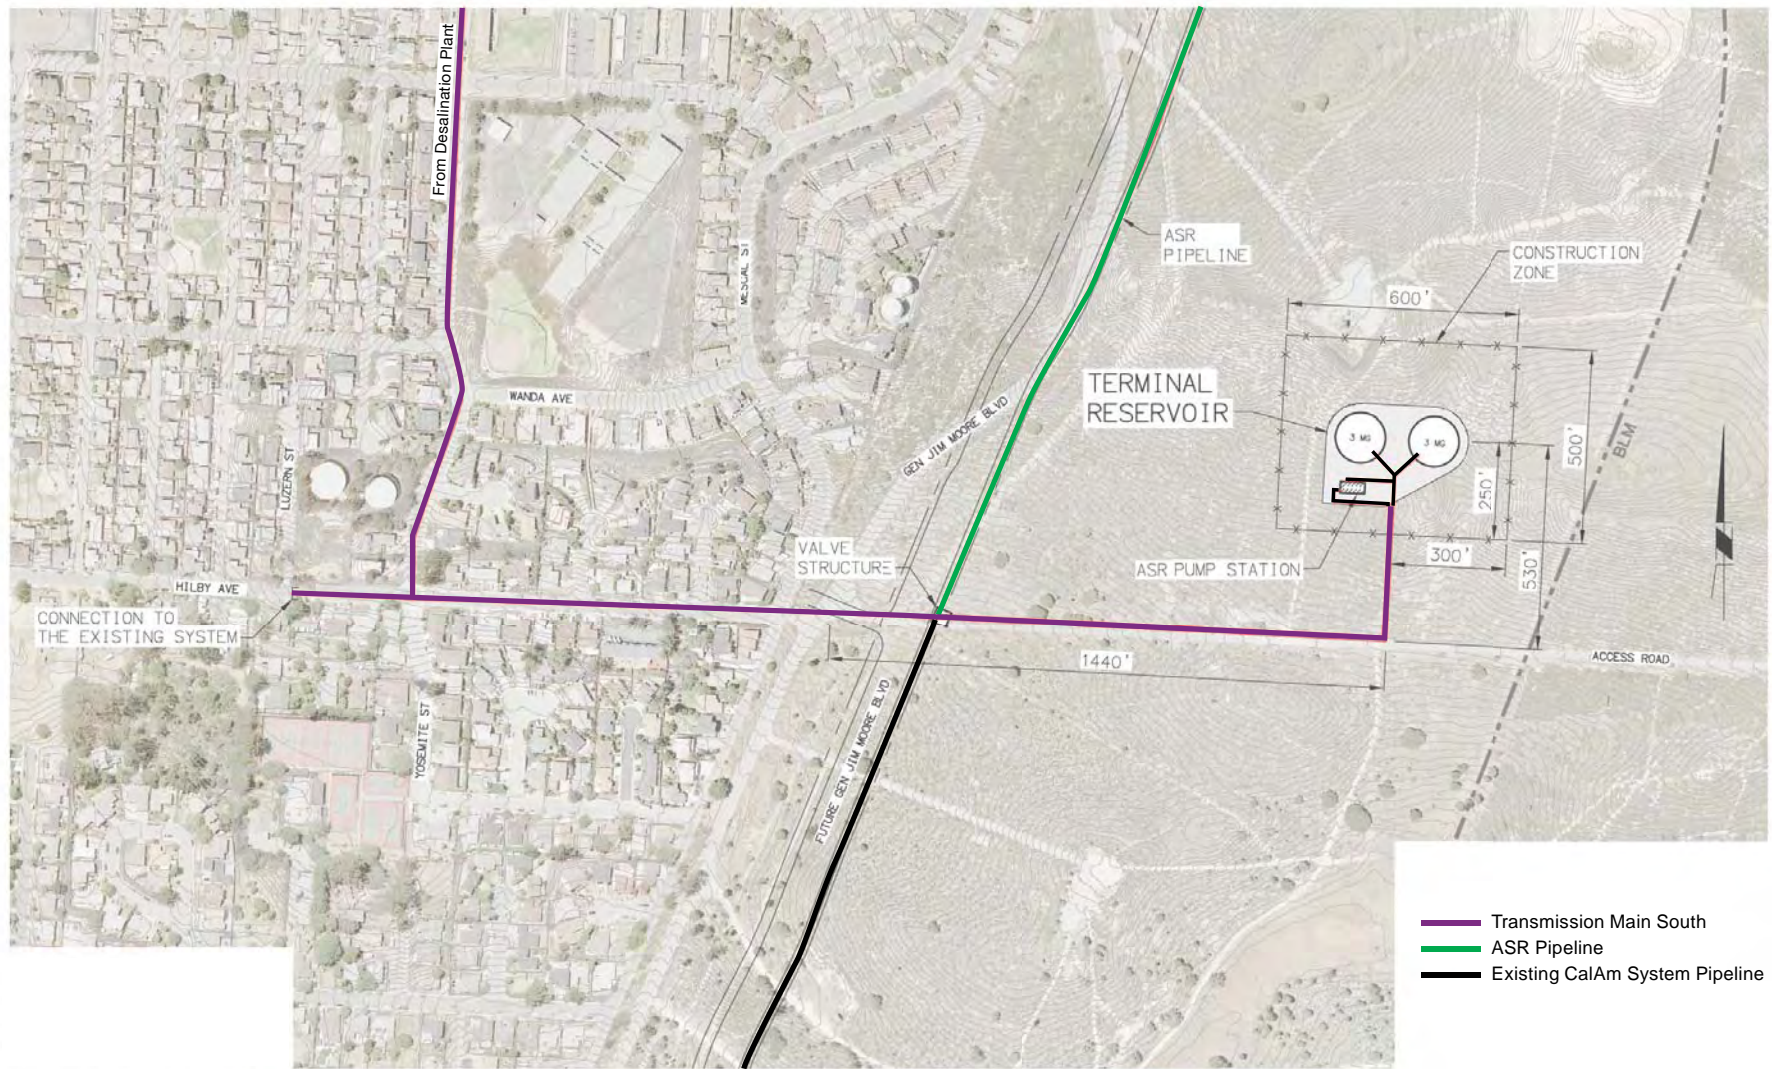 From Desalination Plant
MESCAL ST
WANDA AVE
LUZERN ST
HILBY AVE
CONNECTION TO
THE EXISTING SYSTEM
YOSEMITE ST
VALVE
STRUCTURE
GEN JIM MOORE BLVD
FUTURE GEN JIM MOORE BLVD
ASR
PIPELINE
CONSTRUCTION
ZONE
600'
TERMINAL
RESERVOIR
3 MG
3 MG
500'
250'
300'
530'
ASR PUMP STATION
BLM
1440'
ACCESS ROAD
Transmission Main South
ASR Pipeline
Existing CalAm System Pipeline